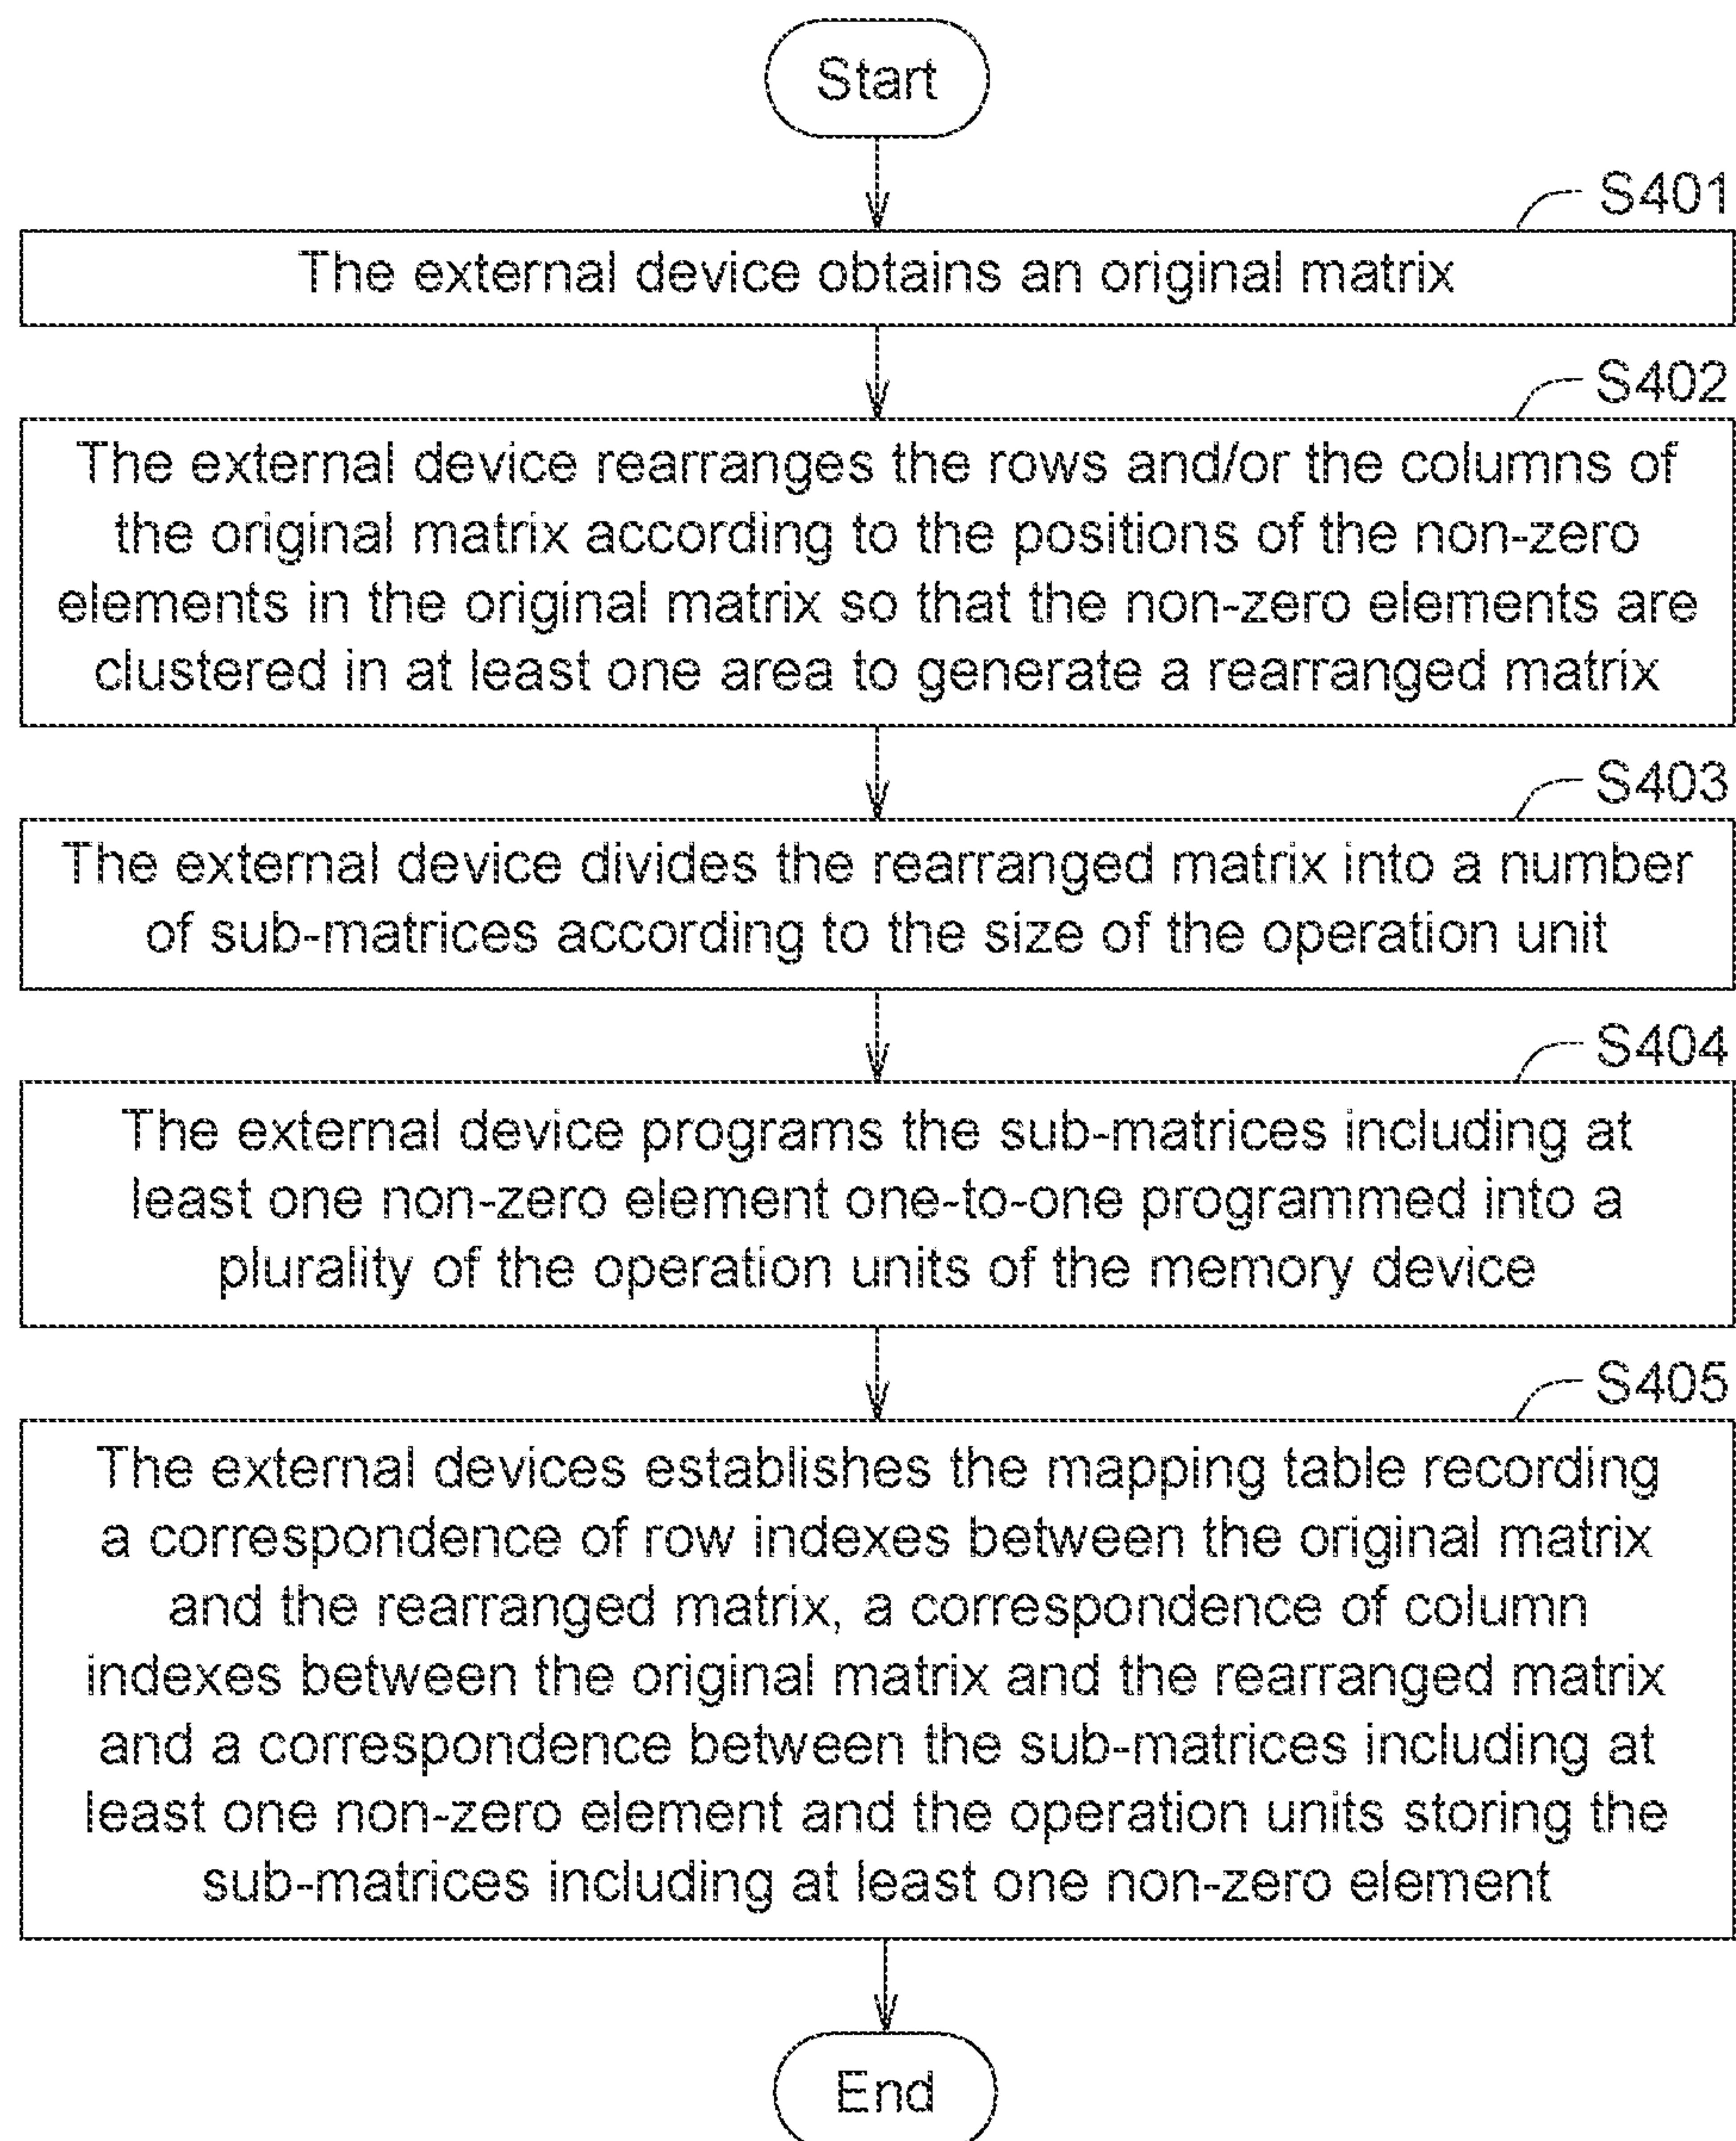 Start
S401
The external device obtains an original matrix
S402
The external device rearranges the rows and/or the columns of
the original matrix according to the positions of the non-zero
elements in the original matrix so that the non-zero elements are
clustered in at least one area to generate a rearranged matrix
S403
The external device divides the rearranged matrix into a number
of sub-matrices according to the size of the operation unit
S404
The external device programs the sub-matrices including at
least one non-zero element one-to-one programmed into a
plurality of the operation units of the memory device
S405
The external devices establishes the mapping table recording
a correspondence of row indexes between the original matrix
and the rearranged matrix, a correspondence of column
indexes between the original matrix and the rearranged matrix
and a correspondence between the sub-matrices including at
least one non-zero element and the operation units storing the
sub-matrices including at least one non-zero element
End